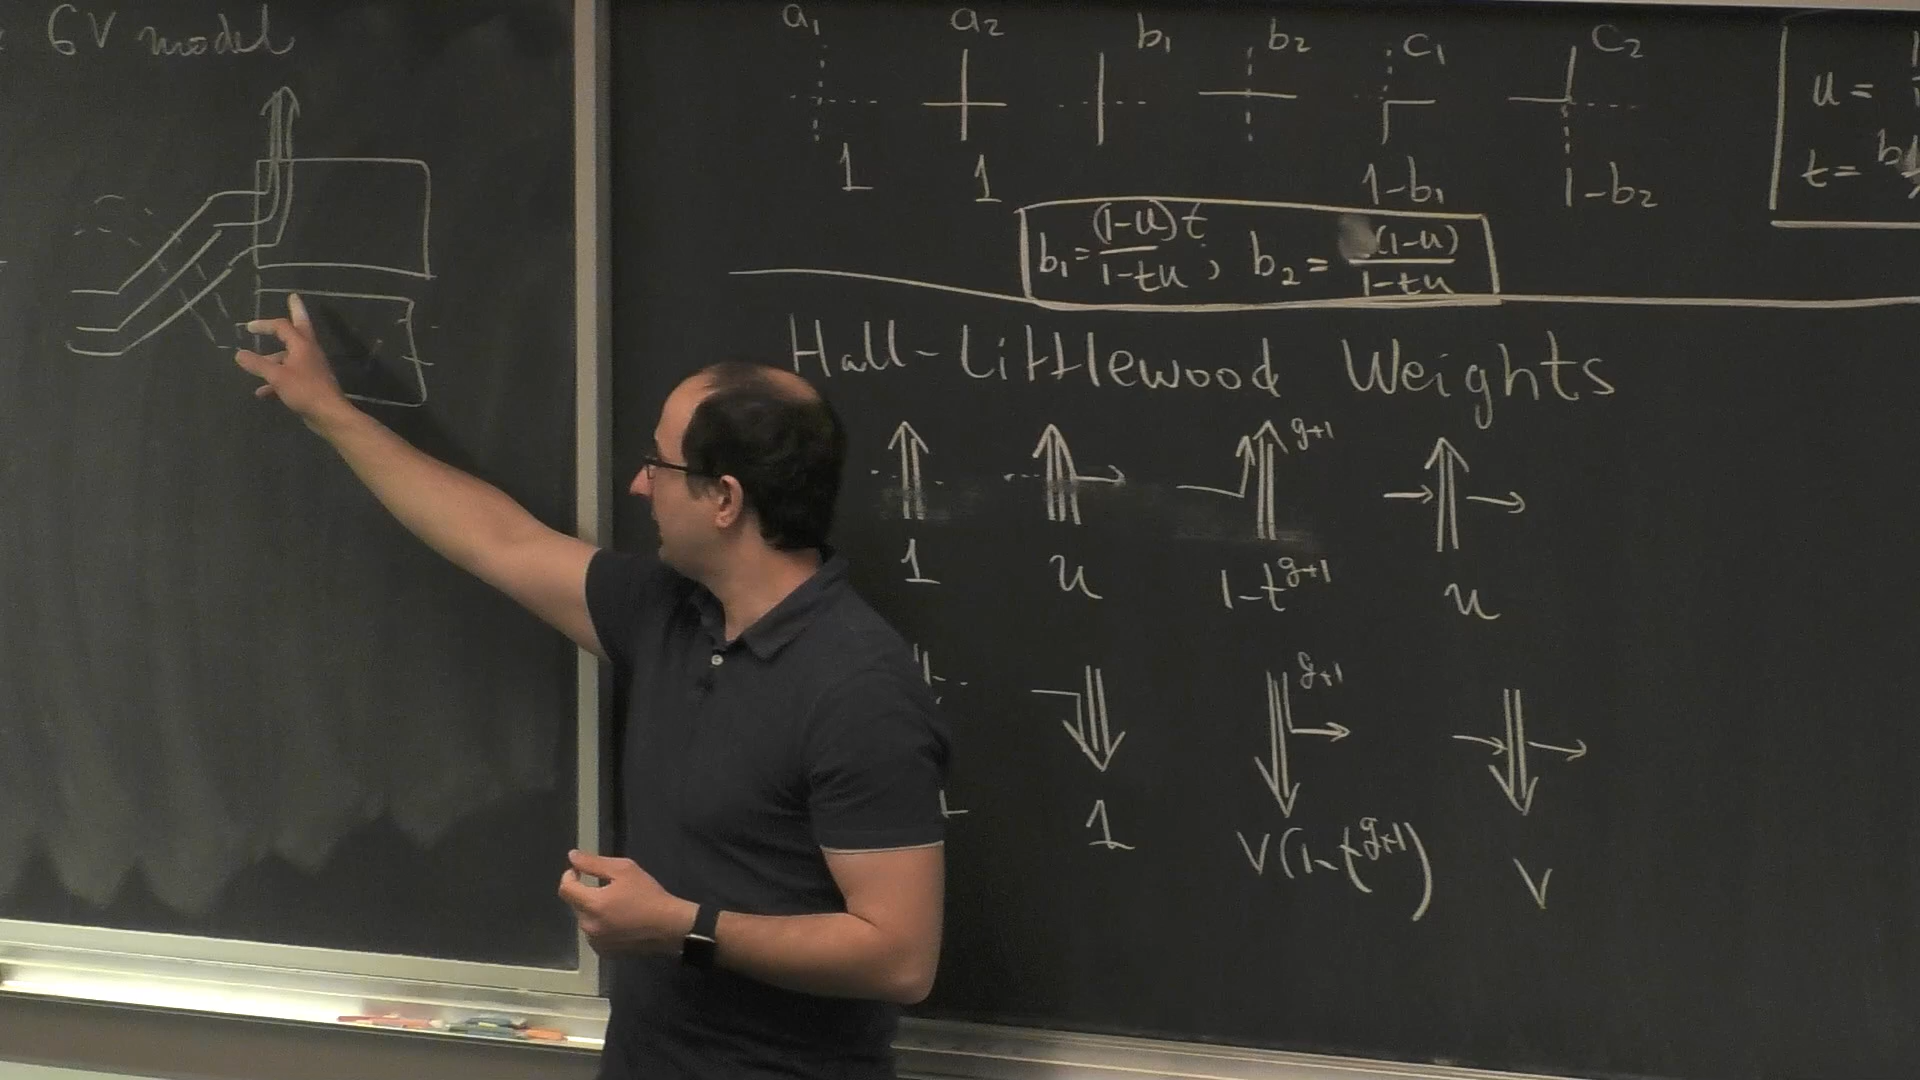 6V model
a₁ a₂ b₁ b₂ c₁ c₂
1 1 1-b₁ 1-b₂
u =
t =
b₁ = (1-u)t / 1-tu ; b₂ = (1-u) / 1-tu
Hall-Littlewood Weights
g+1
1 u 1-t^{g+1} u
g+1
1 V(1-t^{g+1}) V